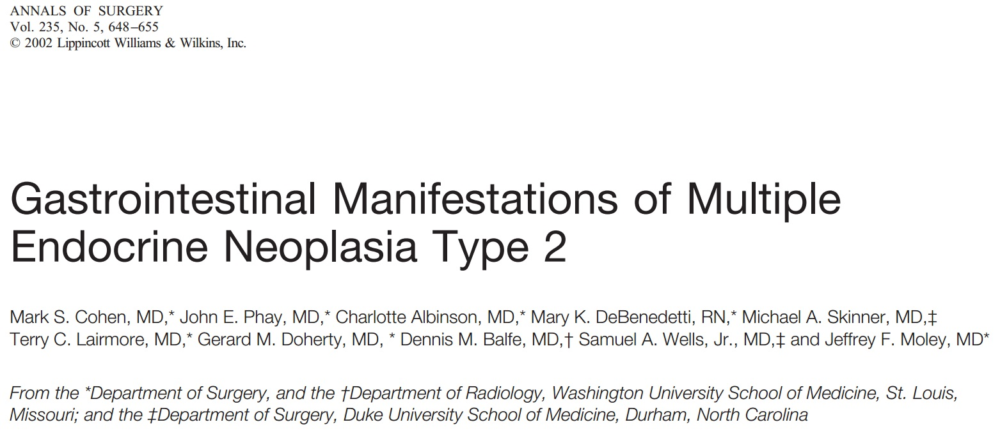 ANNALS OF SURGERY
Vol. 235, No. 5, 648–655
© 2002 Lippincott Williams & Wilkins, Inc.
Gastrointestinal Manifestations of Multiple
Endocrine Neoplasia Type 2
Mark S. Cohen, MD,* John E. Phay, MD,* Charlotte Albinson, MD,* Mary K. DeBenedetti, RN,* Michael A. Skinner, MD,‡
Terry C. Lairmore, MD,* Gerard M. Doherty, MD, * Dennis M. Balfe, MD,† Samuel A. Wells, Jr., MD,‡ and Jeffrey F. Moley, MD*
From the *Department of Surgery, and the †Department of Radiology, Washington University School of Medicine, St. Louis,
Missouri; and the ‡Department of Surgery, Duke University School of Medicine, Durham, North Carolina